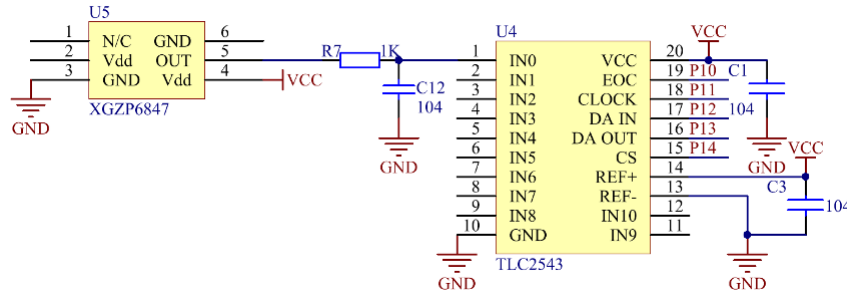 U5
1 N/C GND 6
2 Vdd OUT 5
3 GND Vdd 4
VCC
GND
XGZP6847
R7 1K
C12
104
GND
U4
1 IN0 VCC 20
2 IN1 EOC 19 P10
3 IN2 CLOCK 18 P11
4 IN3 DA IN 17 P12
5 IN4 DA OUT 16 P13
6 IN5 CS 15 P14
7 IN6 REF+ 14
8 IN7 REF- 13
9 IN8 IN10 12
10 GND IN9 11
GND
TLC2543
VCC
C1
104
GND
VCC
C3
104
GND